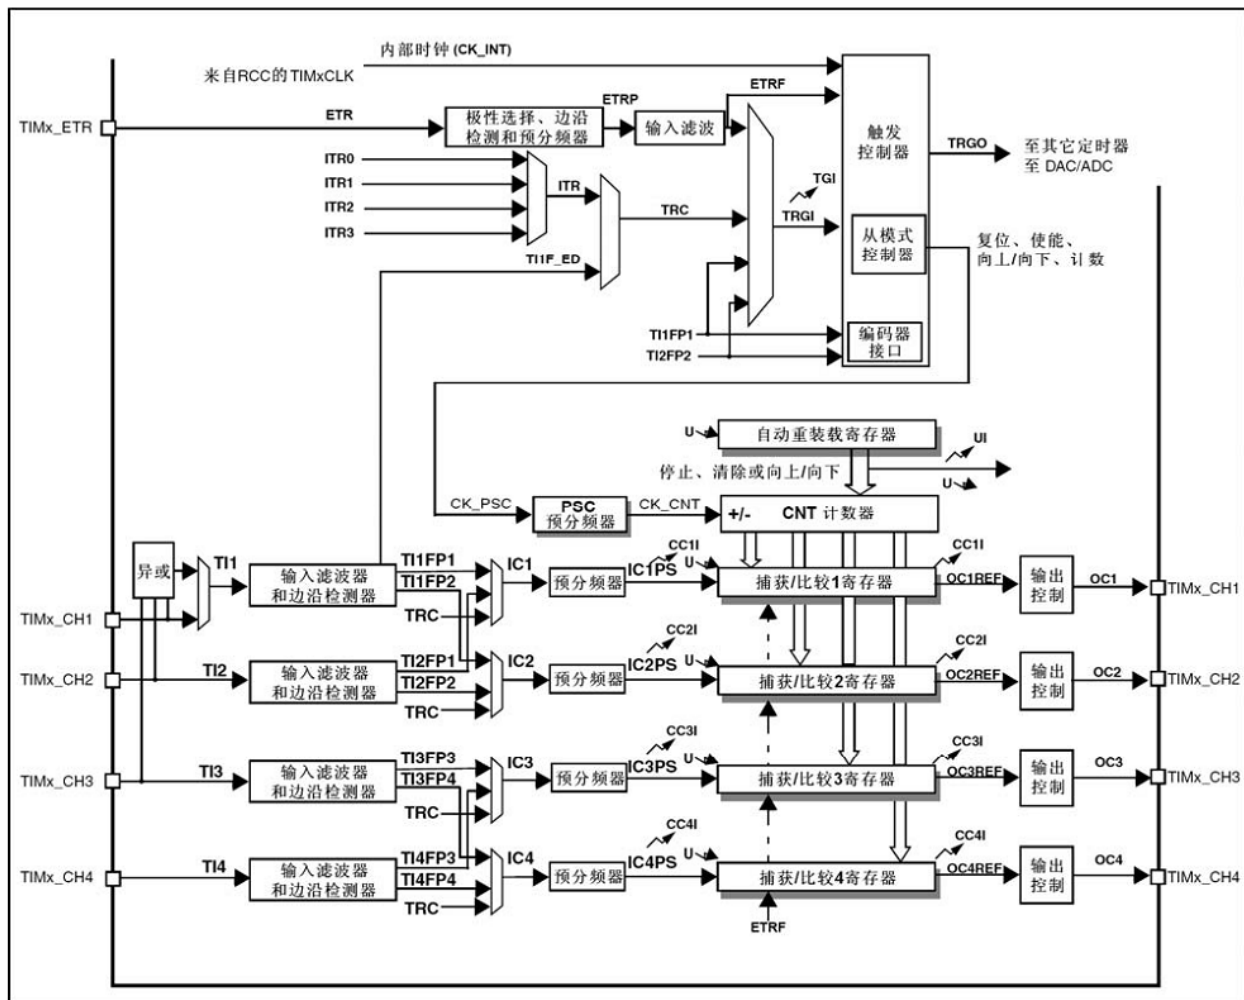 内部时钟 (CK_INT)
来自RCC的TIMxCLK
ETRF
ETRP
ETR
TIMx_ETR
极性选择、边沿
检测和预分频器
输入滤波
触发
控制器
TRGO
至其它定时器
至 DAC/ADC
ITR0
ITR1
ITR2
ITR3
ITR
TRC
TGI
TRGI
从模式
控制器
复位、使能、
向上/向下、计数
TI1F_ED
TI1FP1
TI2FP2
编码器
接口
U
自动重装载寄存器
UI
停止、清除或向上/向下
U
CK_PSC
PSC
预分频器
CK_CNT
+/-
CNT 计数器
异或
TI1
输入滤波器
和边沿检测器
TI1FP1
TI1FP2
TRC
IC1
预分频器
IC1PS
CC1I
U
捕获/比较1寄存器
CC1I
OC1REF
输出
控制
OC1
TIMx_CH1
TIMx_CH1
TIMx_CH2
TI2
输入滤波器
和边沿检测器
TI2FP1
TI2FP2
TRC
IC2
预分频器
IC2PS
CC2I
U
捕获/比较2寄存器
CC2I
OC2REF
输出
控制
OC2
TIMx_CH2
TIMx_CH3
TI3
输入滤波器
和边沿检测器
TI3FP3
TI3FP4
TRC
IC3
预分频器
IC3PS
CC3I
U
捕获/比较3寄存器
CC3I
OC3REF
输出
控制
OC3
TIMx_CH3
TIMx_CH4
TI4
输入滤波器
和边沿检测器
TI4FP3
TI4FP4
TRC
IC4
预分频器
IC4PS
CC4I
U
捕获/比较4寄存器
CC4I
OC4REF
输出
控制
OC4
TIMx_CH4
ETRF